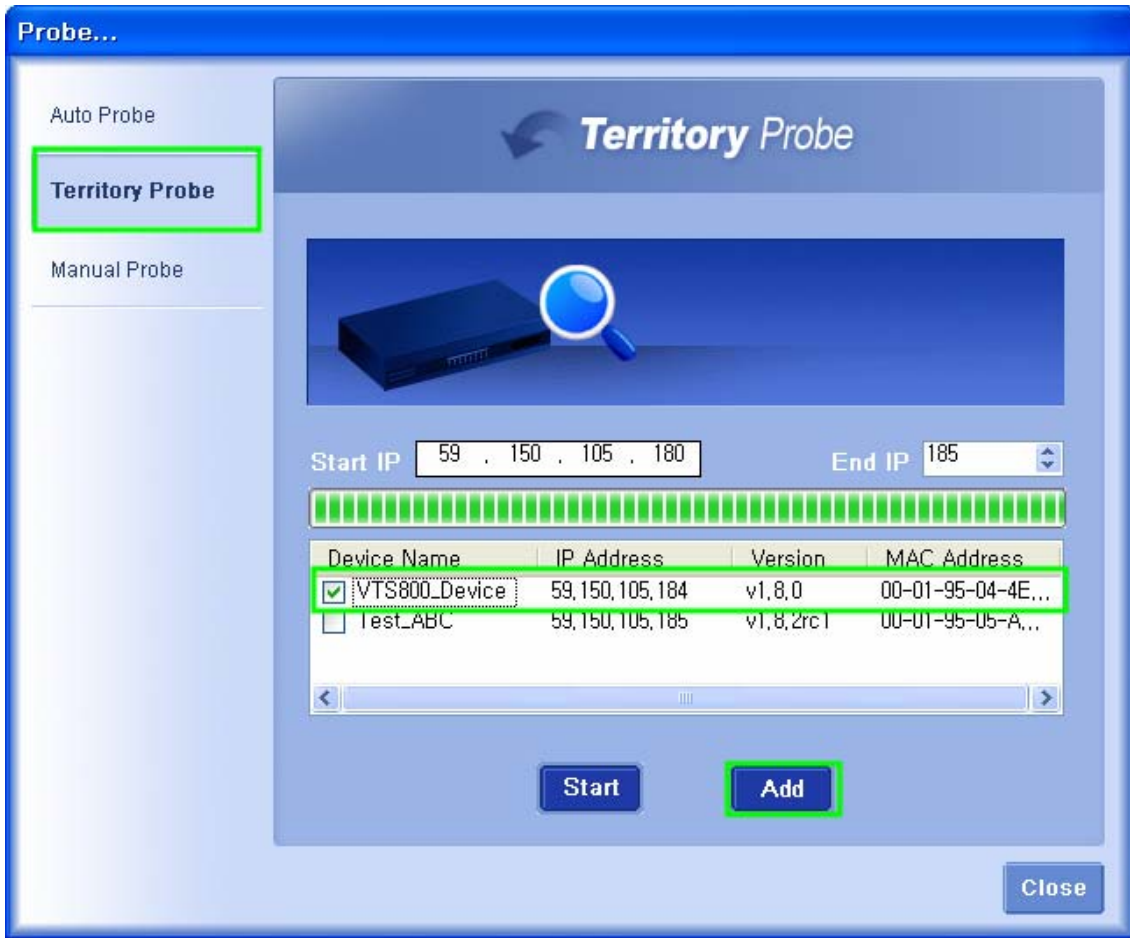 Probe...
Auto Probe
Territory Probe
Manual Probe
Territory Probe
Start IP 59 . 150 . 105 . 180 End IP 185
Device Name IP Address Version MAC Address
VTS800_Device 59,150,105,184 v1,8,0 00-01-95-04-4E...
Test_ABC 59,150,105,185 v1,8,2rc1 00-01-95-05-A...
Start Add
Close